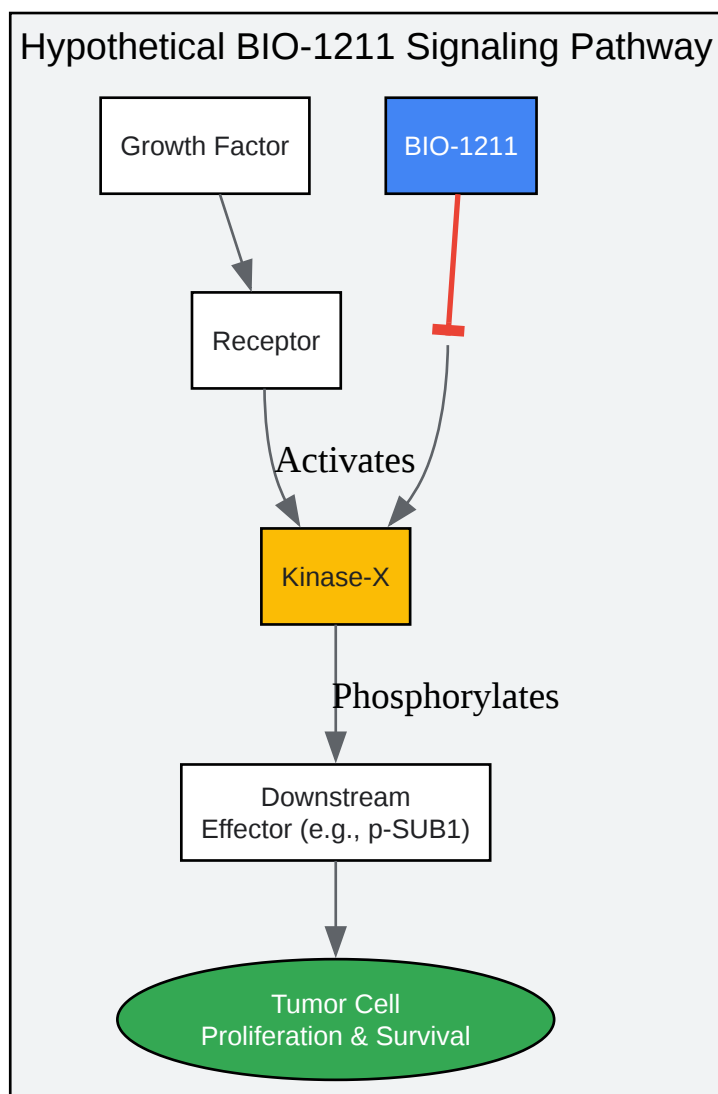 Hypothetical BIO-1211 Signaling Pathway
Growth Factor
BIO-1211
Receptor
Activates
Kinase-X
Phosphorylates
Downstream
Effector (e.g., p-SUB1)
Tumor Cell
Proliferation & Survival